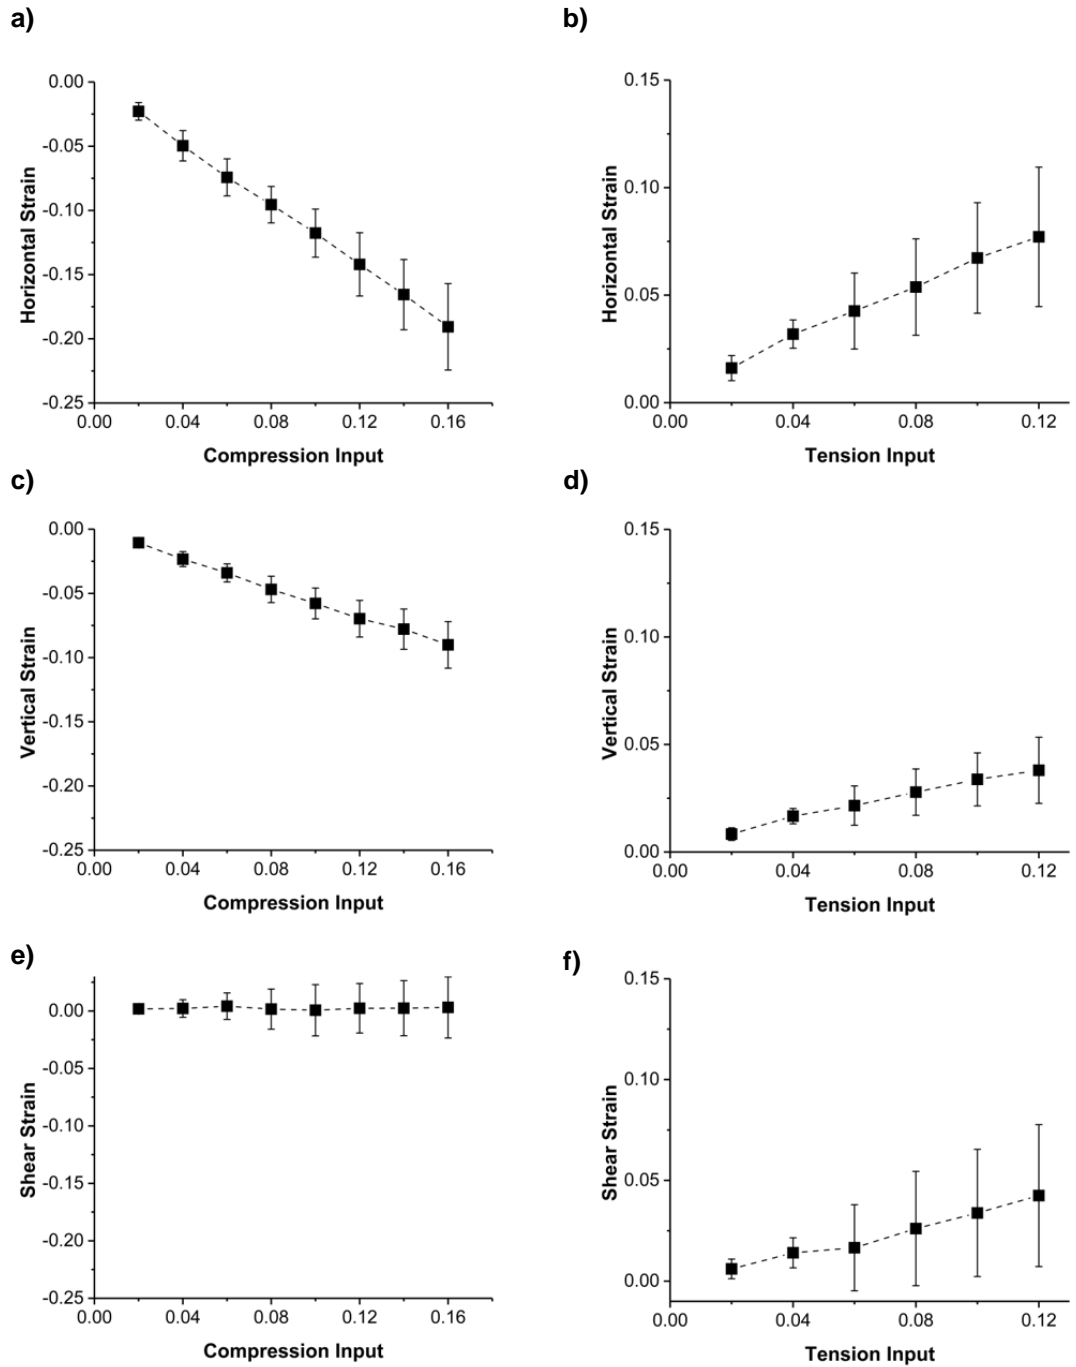 a)
0.00
-0.05
-0.10
-0.15
-0.20
-0.25
0.00 0.04 0.08 0.12 0.16
Horizontal Strain
Compression Input
b)
0.15
0.10
0.05
0.00
0.00 0.04 0.08 0.12
Horizontal Strain
Tension Input
c)
0.00
-0.05
-0.10
-0.15
-0.20
-0.25
0.00 0.04 0.08 0.12 0.16
Vertical Strain
Compression Input
d)
0.15
0.10
0.05
0.00
0.00 0.04 0.08 0.12
Vertical Strain
Tension Input
e)
0.00
-0.05
-0.10
-0.15
-0.20
-0.25
0.00 0.04 0.08 0.12 0.16
Shear Strain
Compression Input
f)
0.15
0.10
0.05
0.00
0.00 0.04 0.08 0.12
Shear Strain
Tension Input